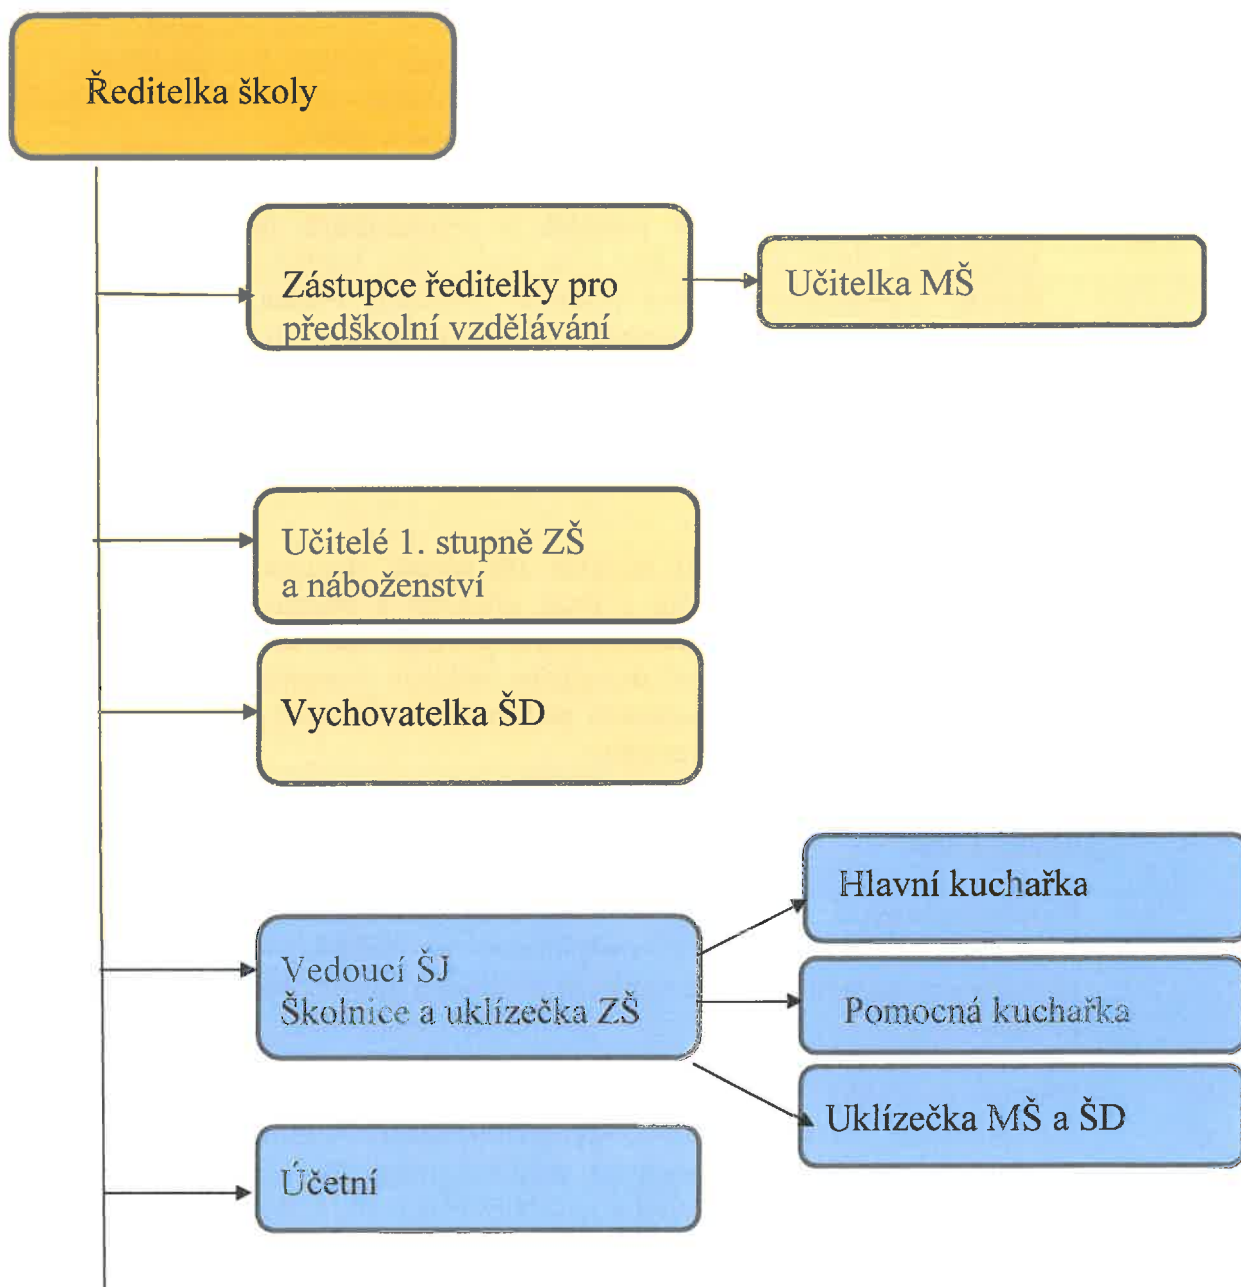 Ředitelka školy
Zástupce ředitelky pro
předškolní vzdělávání
Učitelka MŠ
Učitelé 1. stupně ZŠ
a náboženství
Vychovatelka ŠD
Vedoucí ŠJ
Školnice a uklízečka ZŠ
Hlavní kuchařka
Pomocná kuchařka
Uklízečka MŠ a ŠD
Účetní